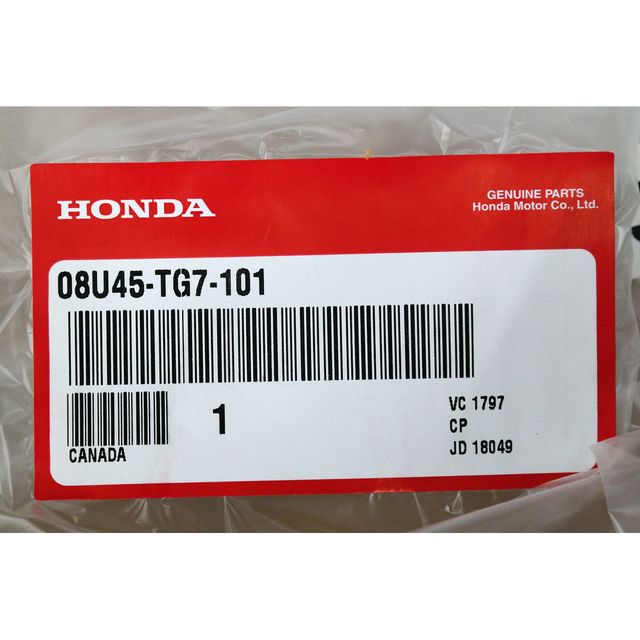 HONDA
GENUINE PARTS
Honda Motor Co., Ltd.
08U45-TG7-101
1
VC 1797
CP
JD 18049
CANADA